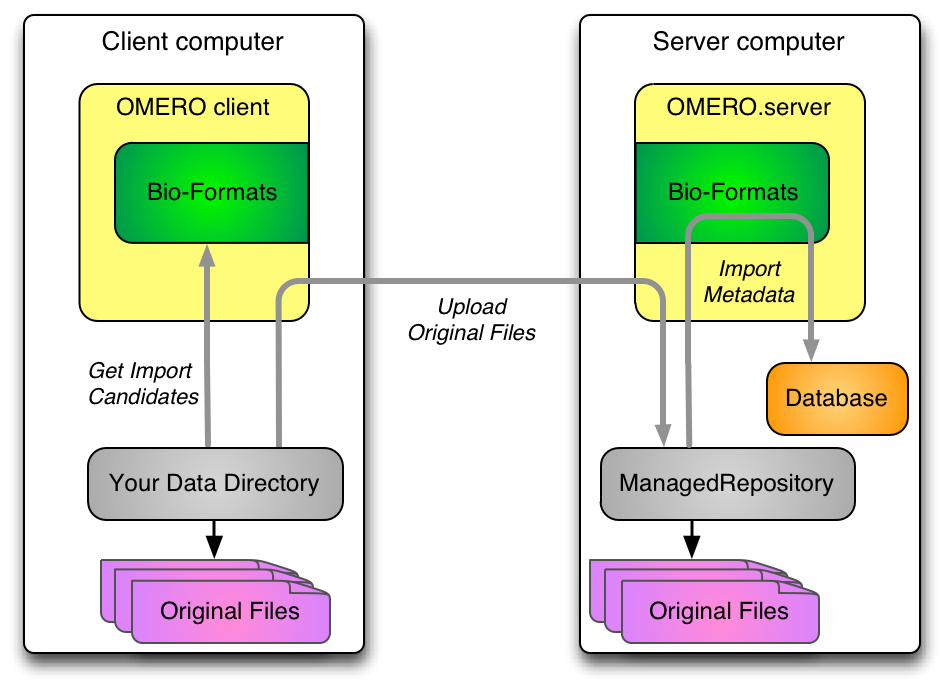 Client computer
OMERO client
Bio-Formats
Get Import
Candidates
Your Data Directory
Original Files
Upload
Original Files
Server computer
OMERO.server
Bio-Formats
Import
Metadata
Database
ManagedRepository
Original Files